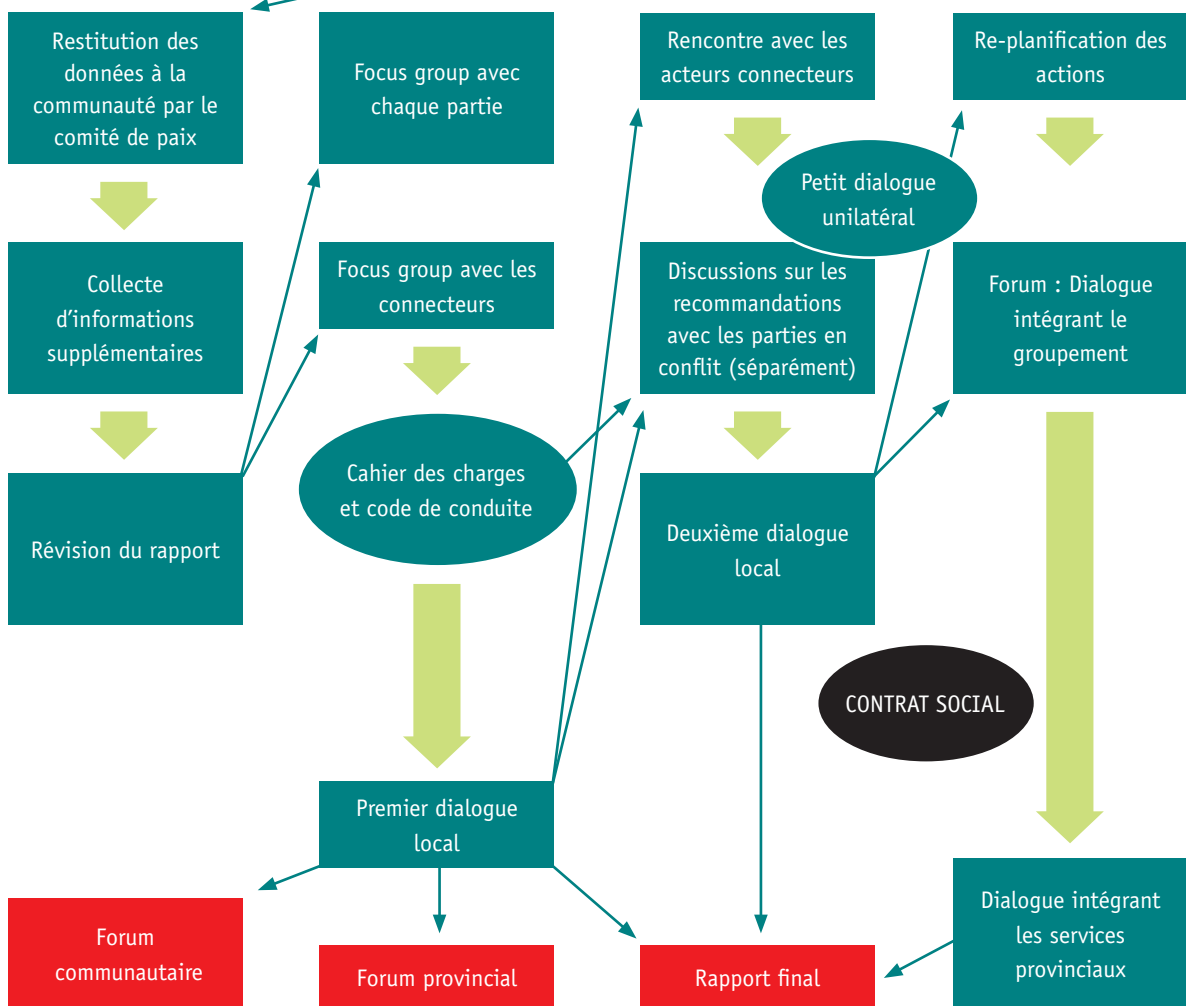 Restitution des
données à la
communauté par le
comité de paix
Collecte
d'informations
supplémentaires
Révision du rapport
Forum
communautaire
Focus group avec
chaque partie
Focus group avec les
connecteurs
Cahier des charges
et code de conduite
Premier dialogue
local
Forum provincial
Rencontre avec les
acteurs connecteurs
Petit dialogue
unilatéral
Discussions sur les
recommandations
avec les parties en
conflit (séparément)
Deuxième dialogue
local
Rapport final
Re-planification des
actions
Forum : Dialogue
intégrant le
groupement
CONTRAT SOCIAL
Dialogue intégrant
les services
provinciaux